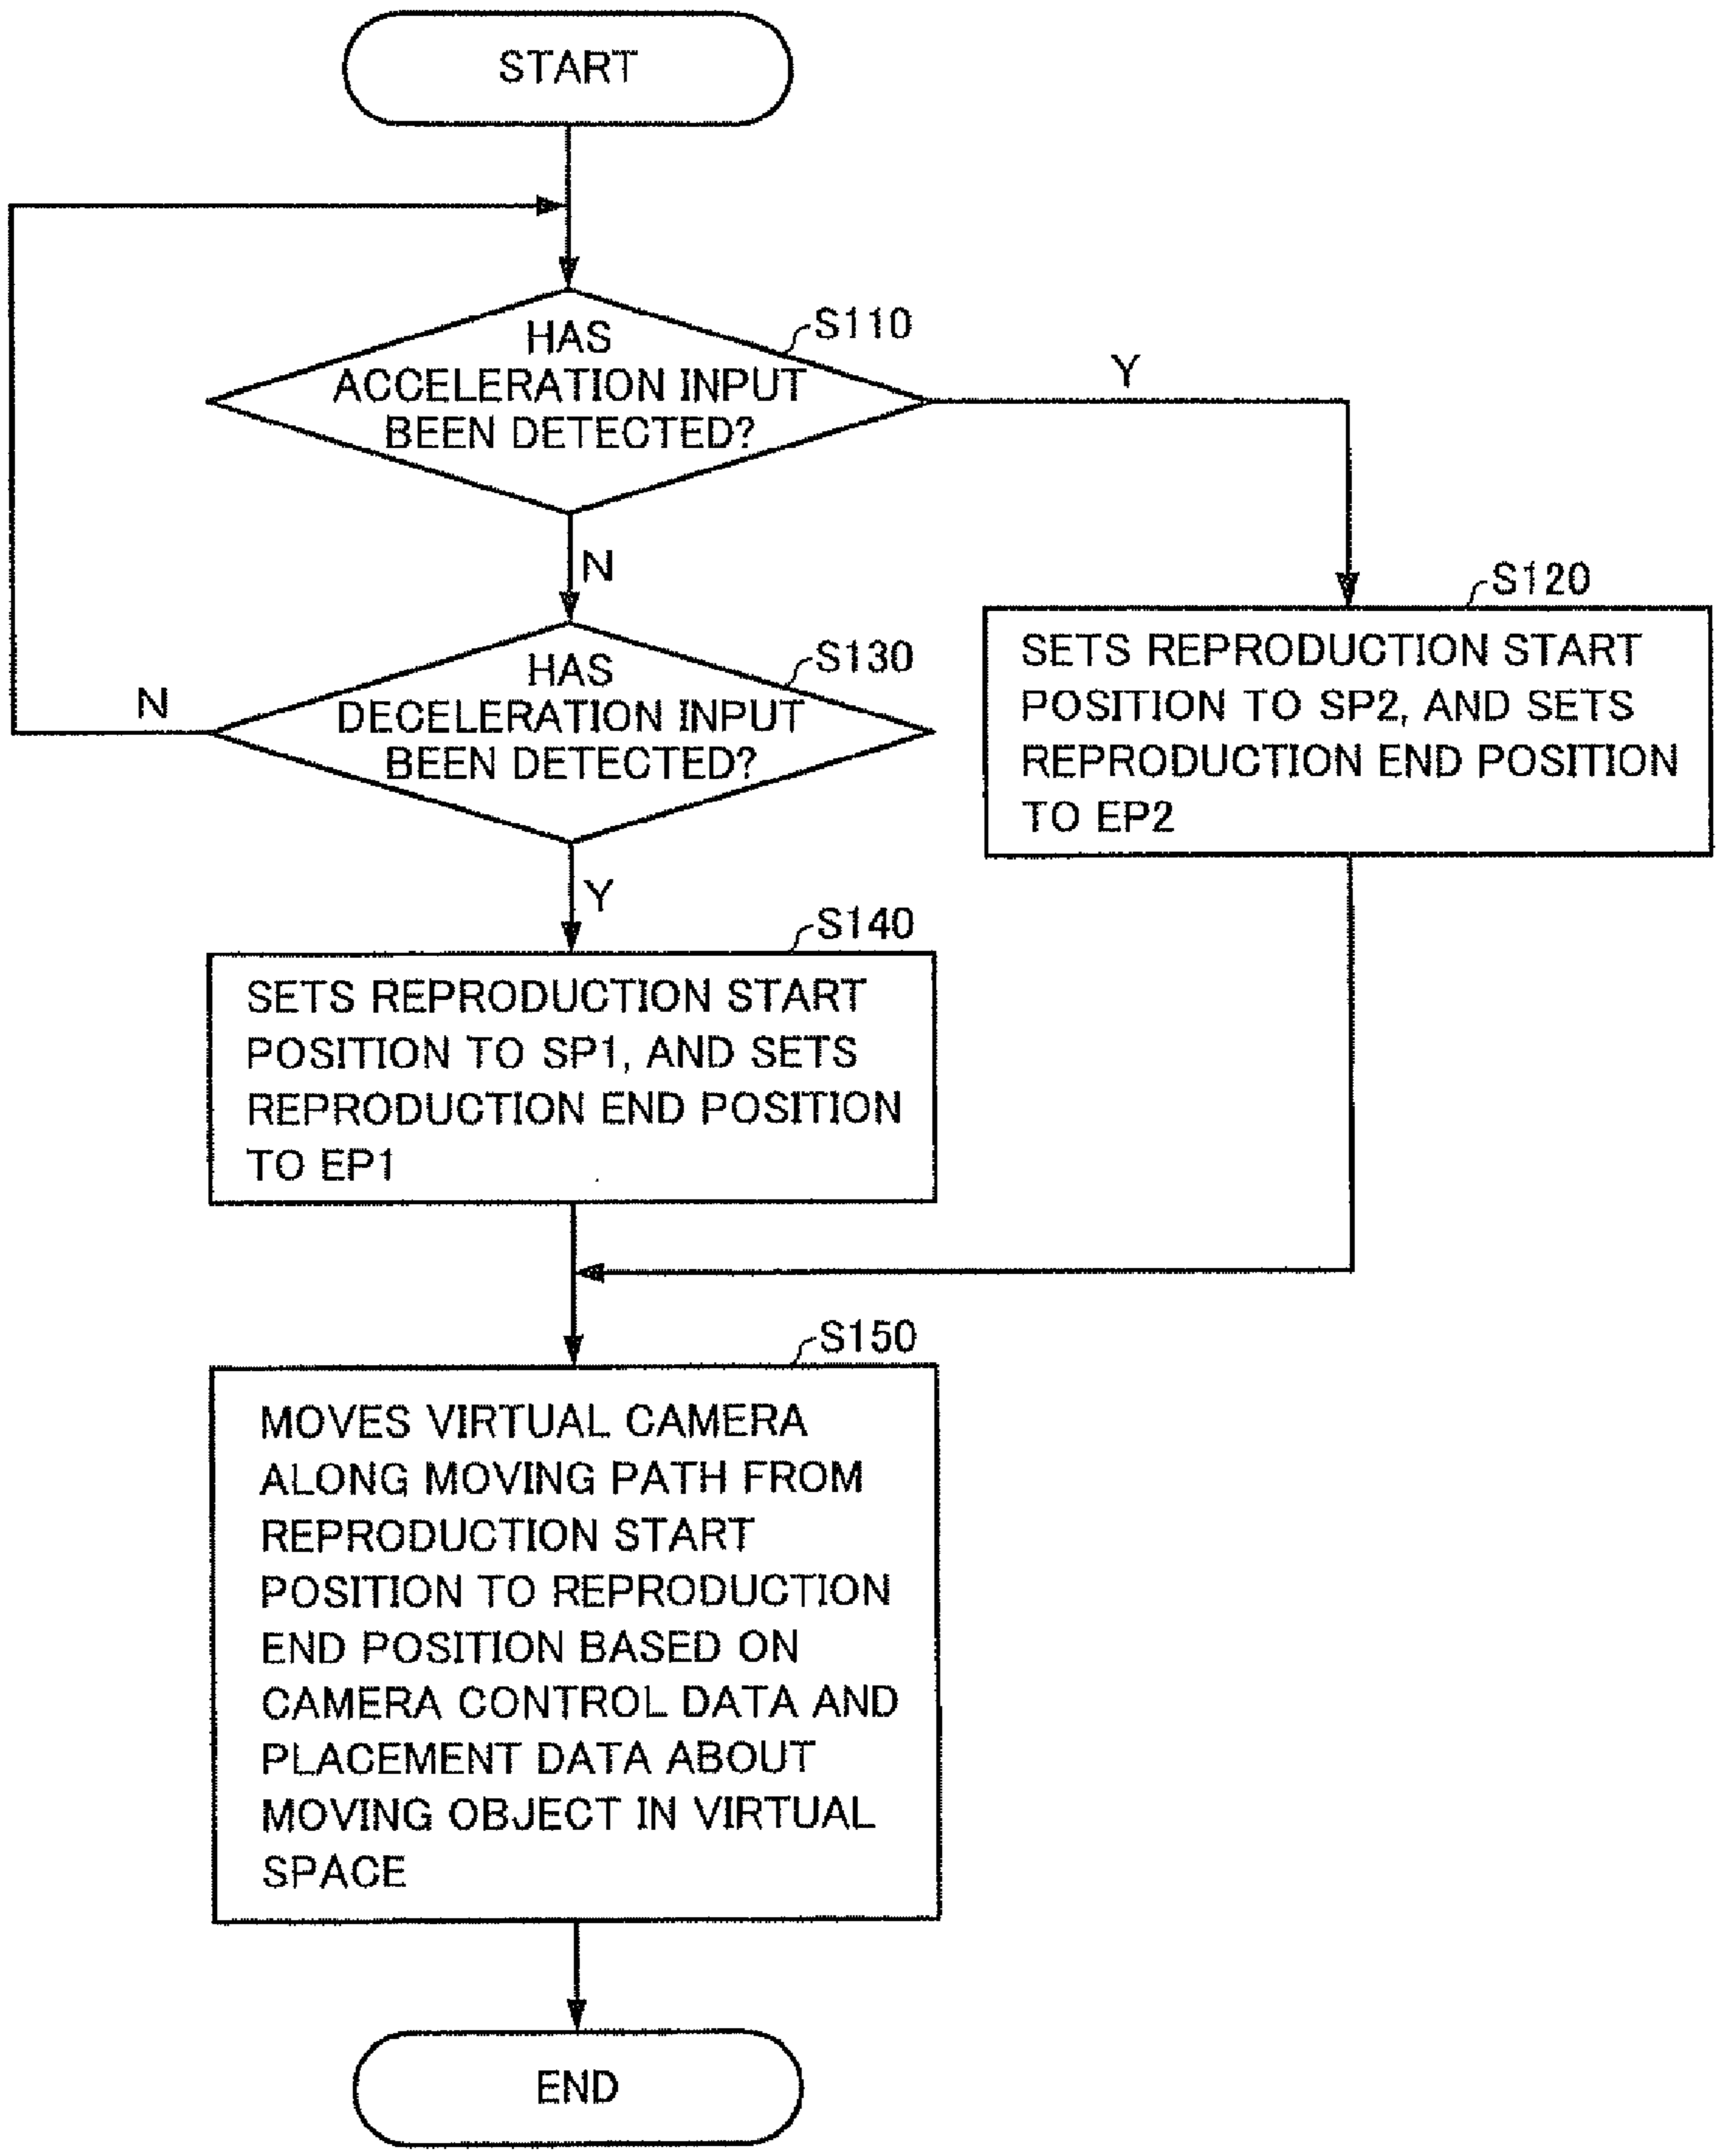 START
S110
HAS
ACCELERATION INPUT
BEEN DETECTED?
Y
N
S120
SETS REPRODUCTION START
POSITION TO SP2, AND SETS
REPRODUCTION END POSITION
TO EP2
S130
HAS
DECELERATION INPUT
BEEN DETECTED?
N
Y
S140
SETS REPRODUCTION START
POSITION TO SP1, AND SETS
REPRODUCTION END POSITION
TO EP1
S150
MOVES VIRTUAL CAMERA
ALONG MOVING PATH FROM
REPRODUCTION START
POSITION TO REPRODUCTION
END POSITION BASED ON
CAMERA CONTROL DATA AND
PLACEMENT DATA ABOUT
MOVING OBJECT IN VIRTUAL
SPACE
END